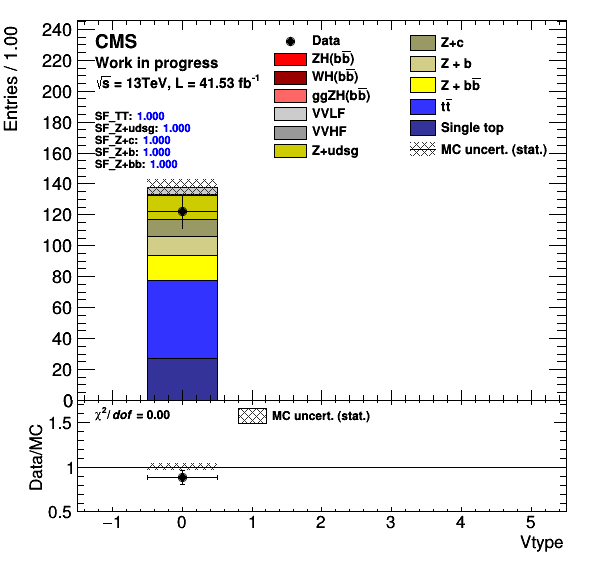 Entries / 1.00
240
220
200
180
160
140
120
100
80
60
40
20
0
CMS
Work in progress
√s = 13TeV, L = 41.53 fb⁻¹
SF_TT: 1.000
SF_Z+udsg: 1.000
SF_Z+c: 1.000
SF_Z+b: 1.000
SF_Z+bb: 1.000
Data
ZH(bb̅)
WH(bb̅)
ggZH(bb̅)
VVLF
VVHF
Z+udsg
Z+c
Z + b
Z + bb̅
tt̅
Single top
MC uncert. (stat.)
Data/MC
1.5
1
0.5
χ²/dof = 0.00
MC uncert. (stat.)
−1 0 1 2 3 4 5
Vtype